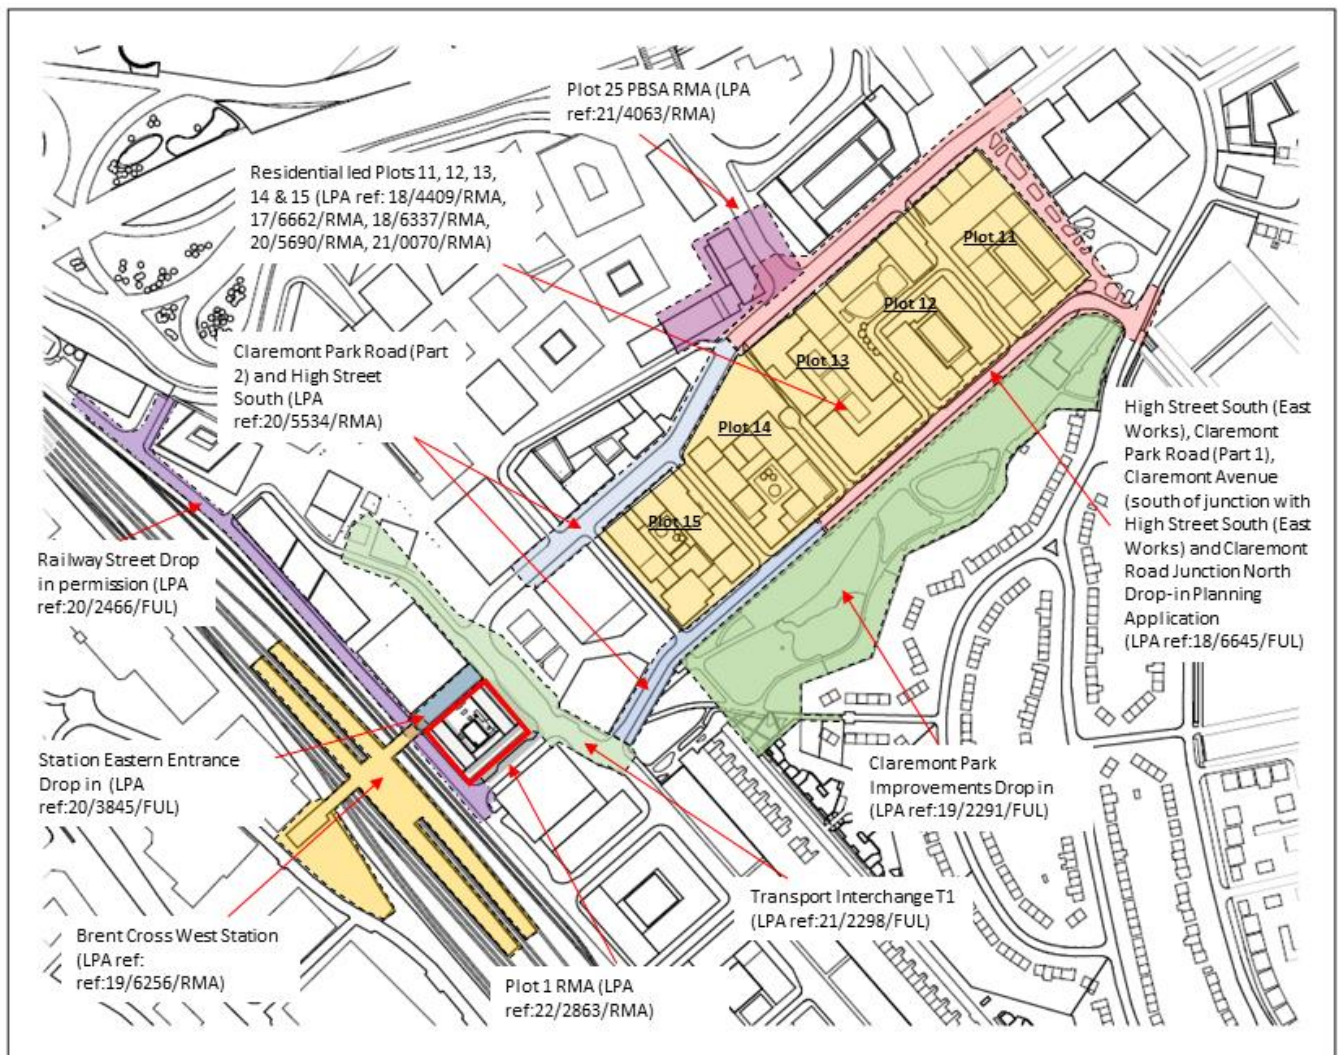 Plot 25 PBSA RMA (LPA
ref:21/4063/RMA)
Residential led Plots 11, 12, 13,
14 & 15 (LPA ref: 18/4409/RMA,
17/6662/RMA, 18/6337/RMA,
20/5690/RMA, 21/0070/RMA)
Plot 11
Plot 12
Plot 13
Plot 14
Plot 15
Claremont Park Road (Part
2) and High Street
South (LPA
ref:20/5534/RMA)
High Street South (East
Works), Claremont
Park Road (Part 1),
Claremont Avenue
(south of junction with
High Street South (East
Works) and Claremont
Road Junction North
Drop-in Planning
Application
(LPA ref:18/6645/FUL)
Railway Street Drop
in permission (LPA
ref:20/2466/FUL)
Station Eastern Entrance
Drop in (LPA
ref:20/3845/FUL)
Claremont Park
Improvements Drop in
(LPA ref:19/2291/FUL)
Transport Interchange T1
(LPA ref:21/2298/FUL)
Brent Cross West Station
(LPA ref:
ref:19/6256/RMA)
Plot 1 RMA (LPA
ref:22/2863/RMA)